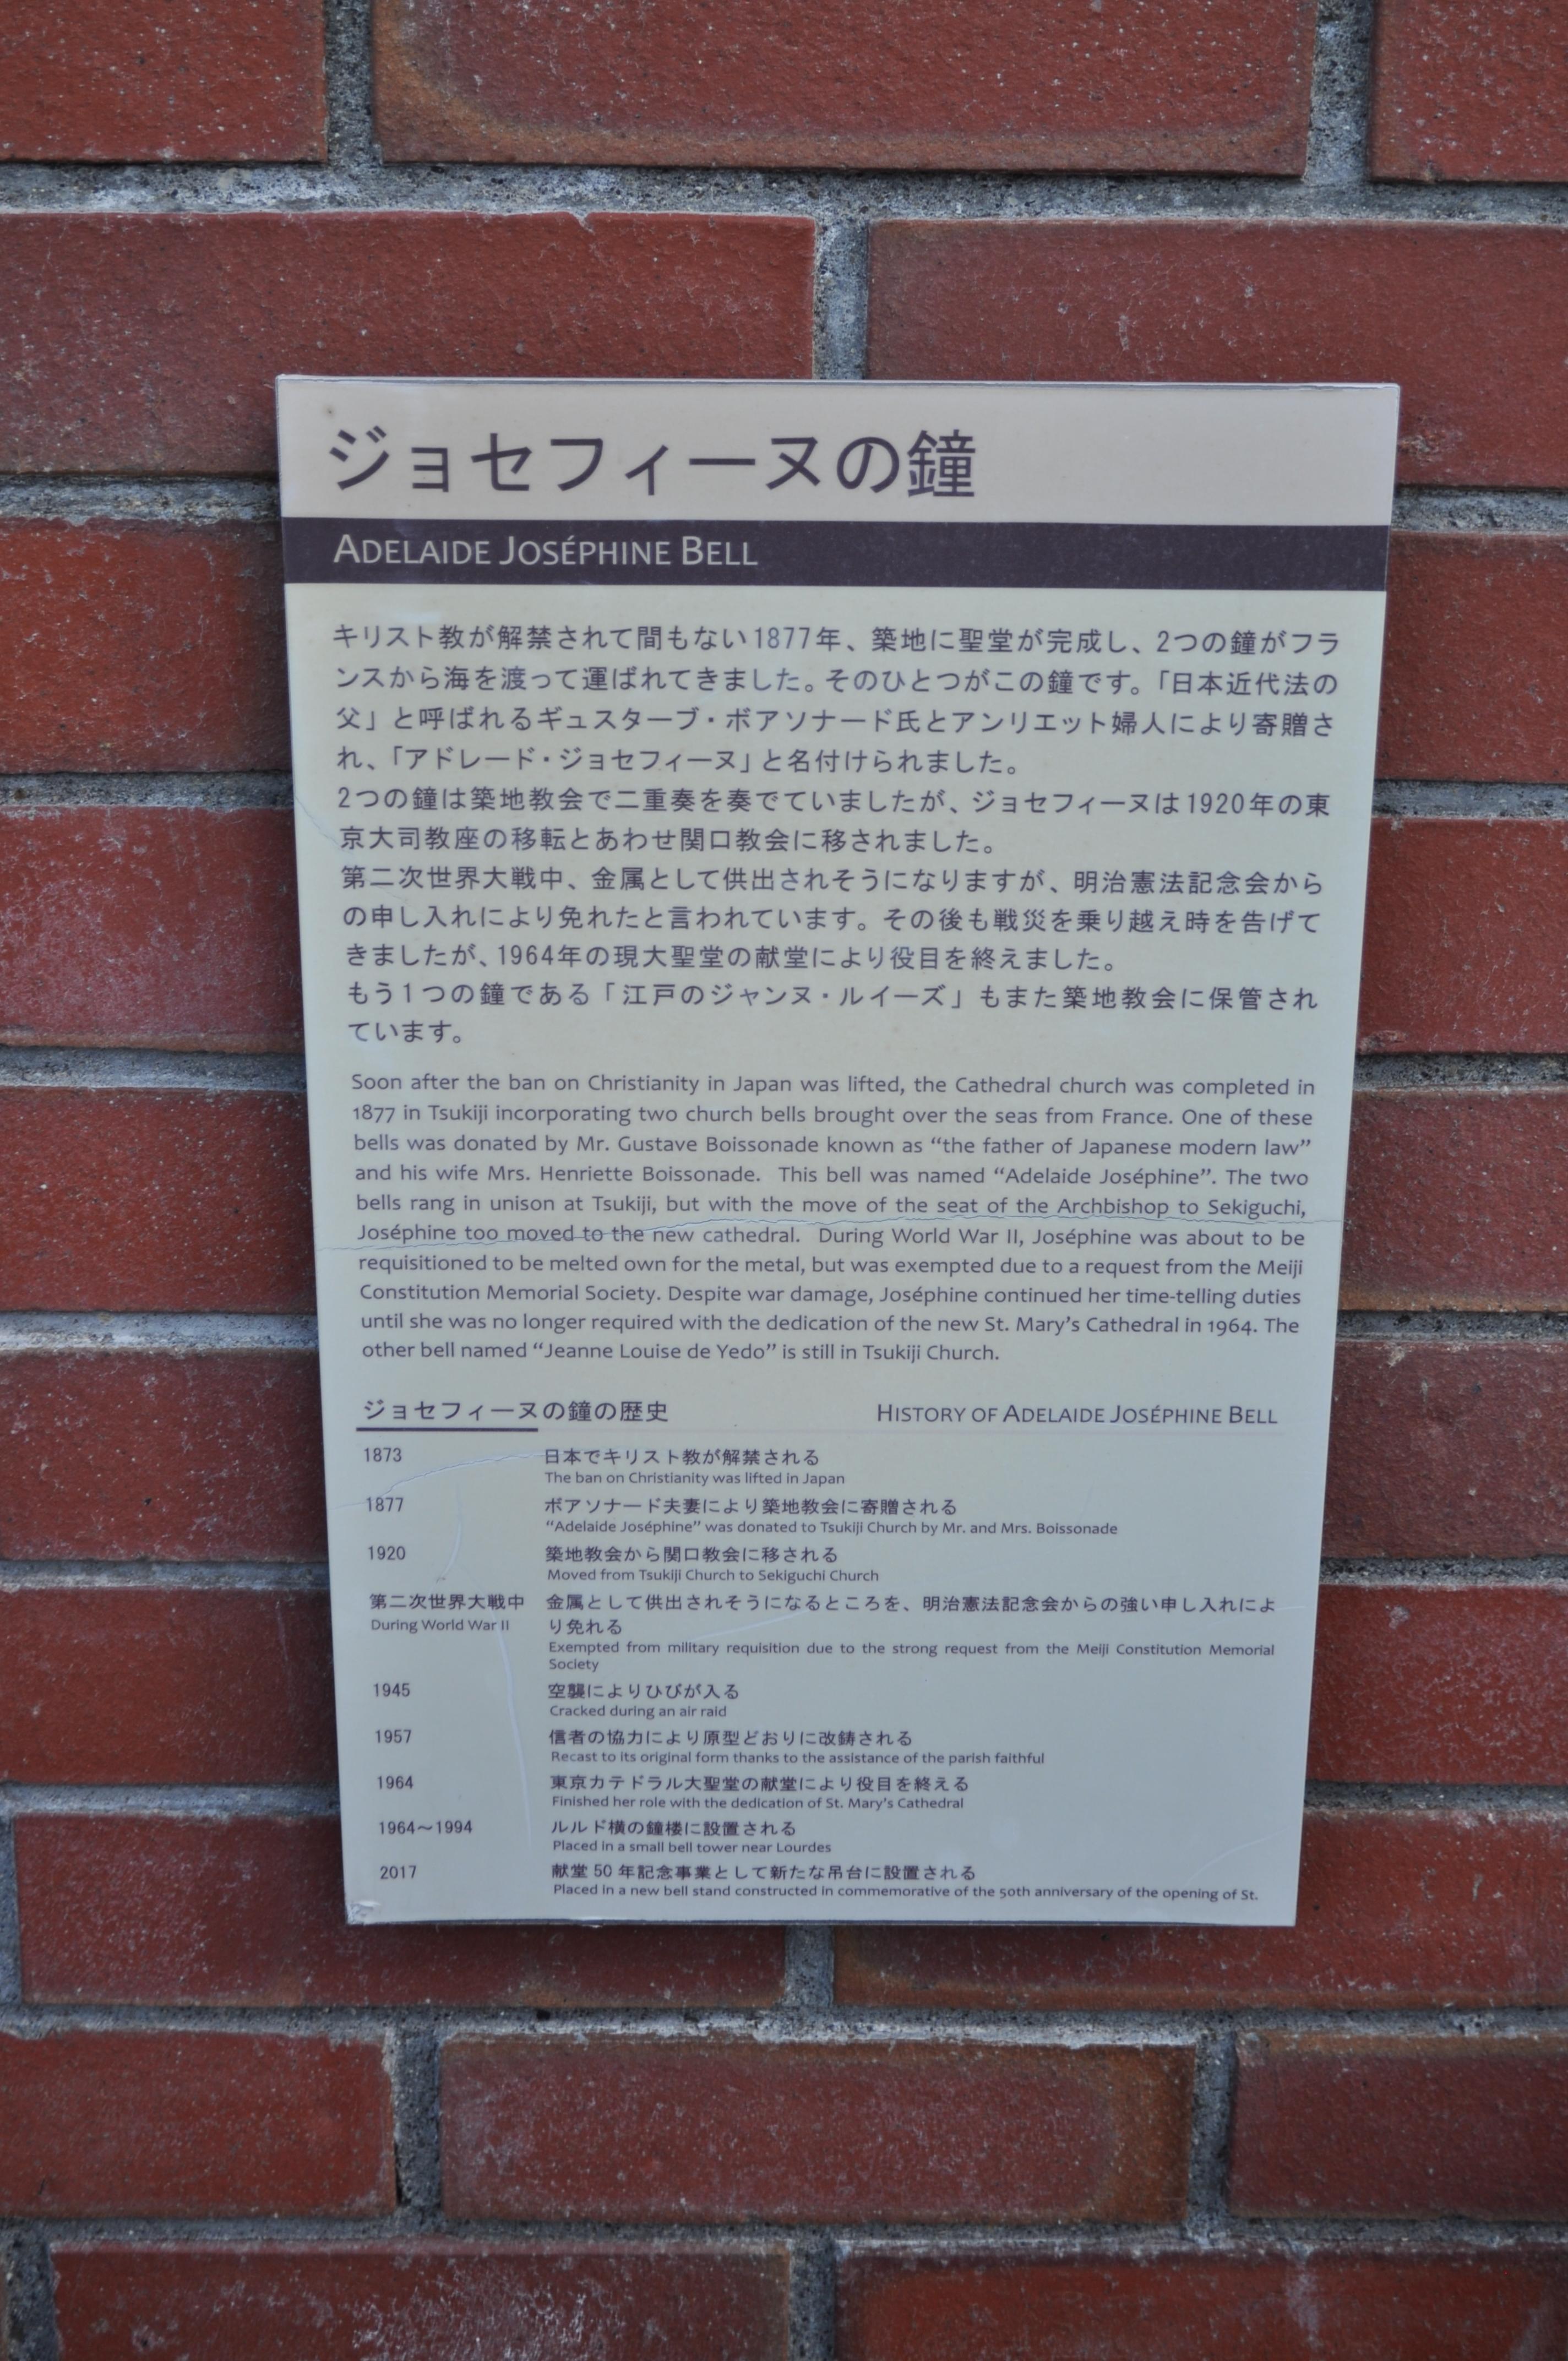 ジョセフィーヌの鐘
ADELAIDE JOSÉPHINE BELL
キリスト教が解禁されて間もない1877年、築地に聖堂が完成し、2つの鐘がフラ
ンスから海を渡って運ばれてきました。そのひとつがこの鐘です。「日本近代法の
父」と呼ばれるギュスターブ・ボアソナード氏とアンリエット婦人により寄贈さ
れ、「アドレード・ジョセフィーヌ」と名付けられました。
2つの鐘は築地教会で二重奏を奏でていましたが、ジョセフィーヌは1920年の東
京大司教座の移転とあわせ関口教会に移されました。
第二次世界大戦中、金属として供出されそうになりますが、明治憲法記念会から
の申し入れにより免れたと言われています。その後も戦災を乗り越え時を告げて
きましたが、1964年の現大聖堂の献堂により役目を終えました。
もう1つの鐘である「江戸のジャンヌ・ルイーズ」もまた築地教会に保管され
ています。
Soon after the ban on Christianity in Japan was lifted, the Cathedral church was completed in
1877 in Tsukiji incorporating two church bells brought over the seas from France. One of these
bells was donated by Mr. Gustave Boissonade known as “the father of Japanese modern law”
and his wife Mrs. Henriette Boissonade. This bell was named “Adelaide Joséphine”. The two
bells rang in unison at Tsukiji, but with the move of the seat of the Archbishop to Sekiguchi,
Joséphine too moved to the new cathedral. During World War II, Joséphine was about to be
requisitioned to be melted own for the metal, but was exempted due to a request from the Meiji
Constitution Memorial Society. Despite war damage, Joséphine continued her time-telling duties
until she was no longer required with the dedication of the new St. Mary’s Cathedral in 1964. The
other bell named “Jeanne Louise de Yedo” is still in Tsukiji Church.
ジョセフィーヌの鐘の歴史 HISTORY OF ADELAIDE JOSÉPHINE BELL
1873 日本でキリスト教が解禁される
The ban on Christianity was lifted in Japan
1877 ボアソナード夫妻により築地教会に寄贈される
“Adelaide Joséphine” was donated to Tsukiji Church by Mr. and Mrs. Boissonade
1920 築地教会から関口教会に移される
Moved from Tsukiji Church to Sekiguchi Church
第二次世界大戦中 金属として供出されそうになるところを、明治憲法記念会からの強い申し入れによ
During World War II り免れる
Exempted from military requisition due to the strong request from the Meiji Constitution Memorial
Society
1945 空襲によりひびが入る
Cracked during an air raid
1957 信者の協力により原型どおりに改鋳される
Recast to its original form thanks to the assistance of the parish faithful
1964 東京カテドラル大聖堂の献堂により役目を終える
Finished her role with the dedication of St. Mary’s Cathedral
1964～1994 ルルド横の鐘楼に設置される
Placed in a small bell tower near Lourdes
2017 献堂50年記念事業として新たな吊台に設置される
Placed in a new bell stand constructed in commemorative of the 50th anniversary of the opening of St.